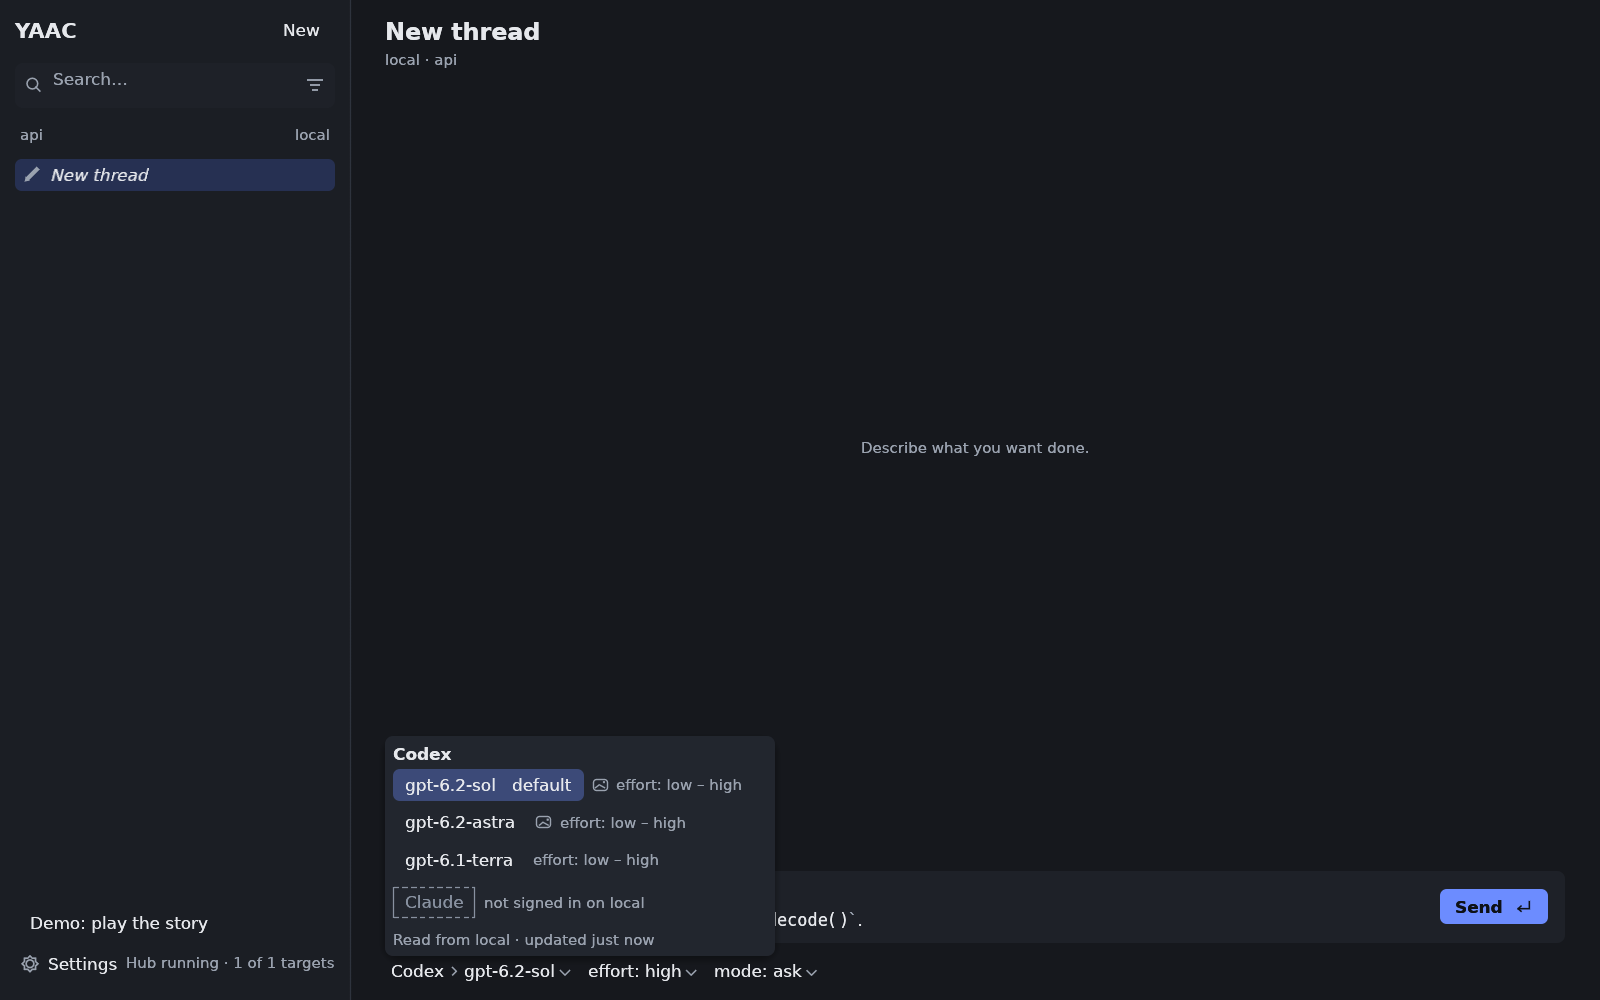 YAAC
New
Search...
api
local
New thread
Demo: play the story
Settings
Hub running · 1 of 1 targets
New thread
local · api
Describe what you want done.
Codex
gpt-6.2-sol default effort: low – high
gpt-6.2-astra effort: low – high
gpt-6.1-terra effort: low – high
Claude not signed in on local
Read from local · updated just now
ecode()`.
Send
Codex > gpt-6.2-sol effort: high mode: ask